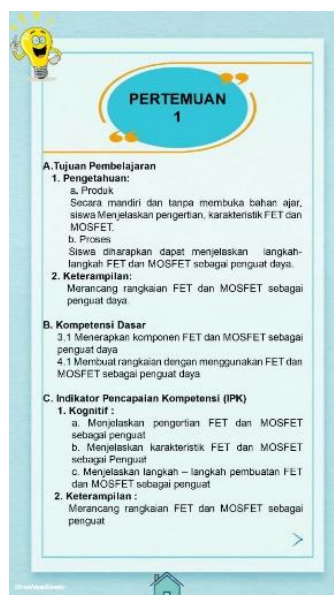 PERTEMUAN
1
A.Tujuan Pembelajaran
1. Pengetahuan:
a. Produk
Secara mandiri dan tanpa membuka bahan ajar,
siswa Menjelaskan pengertian, karakteristik FET dan
MOSFET.
b. Proses
Siswa diharapkan dapat menjelaskan langkah-
langkah FET dan MOSFET sebagai penguat daya.
2. Keterampilan:
Merancang rangkaian FET dan MOSFET sebagai
penguat daya.
B. Kompetensi Dasar
3.1 Menerapkan komponen FET dan MOSFET sebagai
penguat daya
4.1 Membuat rangkaian dengan menggunakan FET dan
MOSFET sebagai penguat daya
C. Indikator Pencapaian Kompetensi (IPK)
1. Kognitif :
a. Menjelaskan pengertian FET dan MOSFET
sebagai penguat
b. Menjelaskan karakteristik FET dan MOSFET
sebagai Penguat
c. Menjelaskan langkah – langkah pembuatan FET
dan MOSFET sebagai penguat
2. Keterampilan :
Merancang rangkaian FET dan MOSFET sebagai
penguat